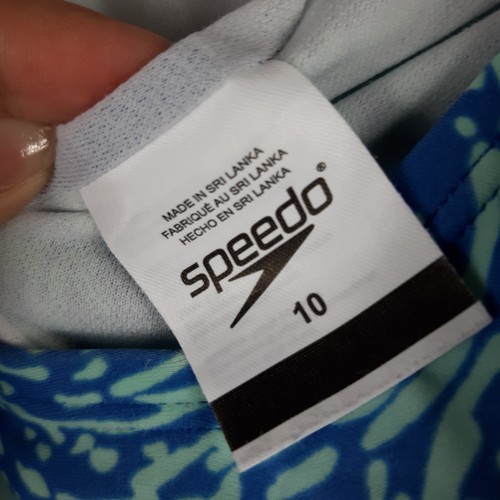 MADE IN SRI LANKA
FABRIQUÉ AU SRI LANKA
HECHO EN SRI LANKA
speedo®
10